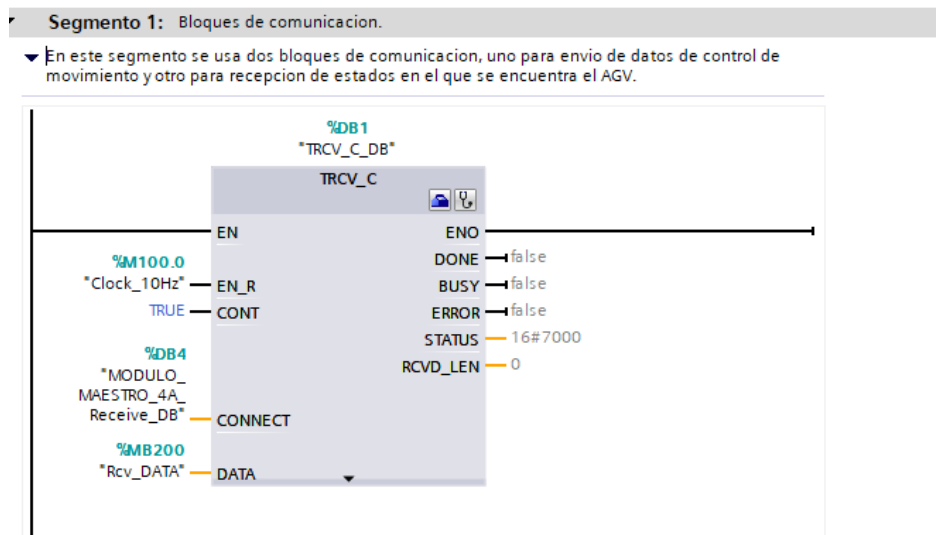 Segmento 1: Bloques de comunicacion.
En este segmento se usa dos bloques de comunicacion, uno para envio de datos de control de
movimiento y otro para recepcion de estados en el que se encuentra el AGV.
%DB1
"TRCV_C_DB"
TRCV_C
EN ENO
DONE false
%M100.0
"Clock_10Hz" EN_R BUSY false
TRUE CONT ERROR false
STATUS 16#7000
%DB4
"MODULO_
MAESTRO_4A_
Receive_DB" CONNECT
RCVD_LEN 0
%MB200
"Rcv_DATA" DATA